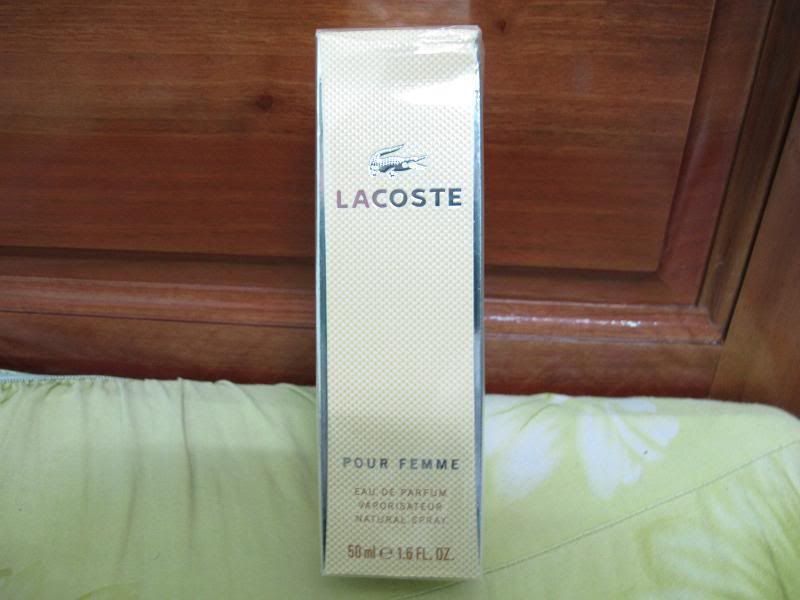 LACOSTE
POUR FEMME
EAU DE PARFUM
VAPORISATEUR
NATURAL SPRAY
50 ml ℮ 1.6 FL. OZ.